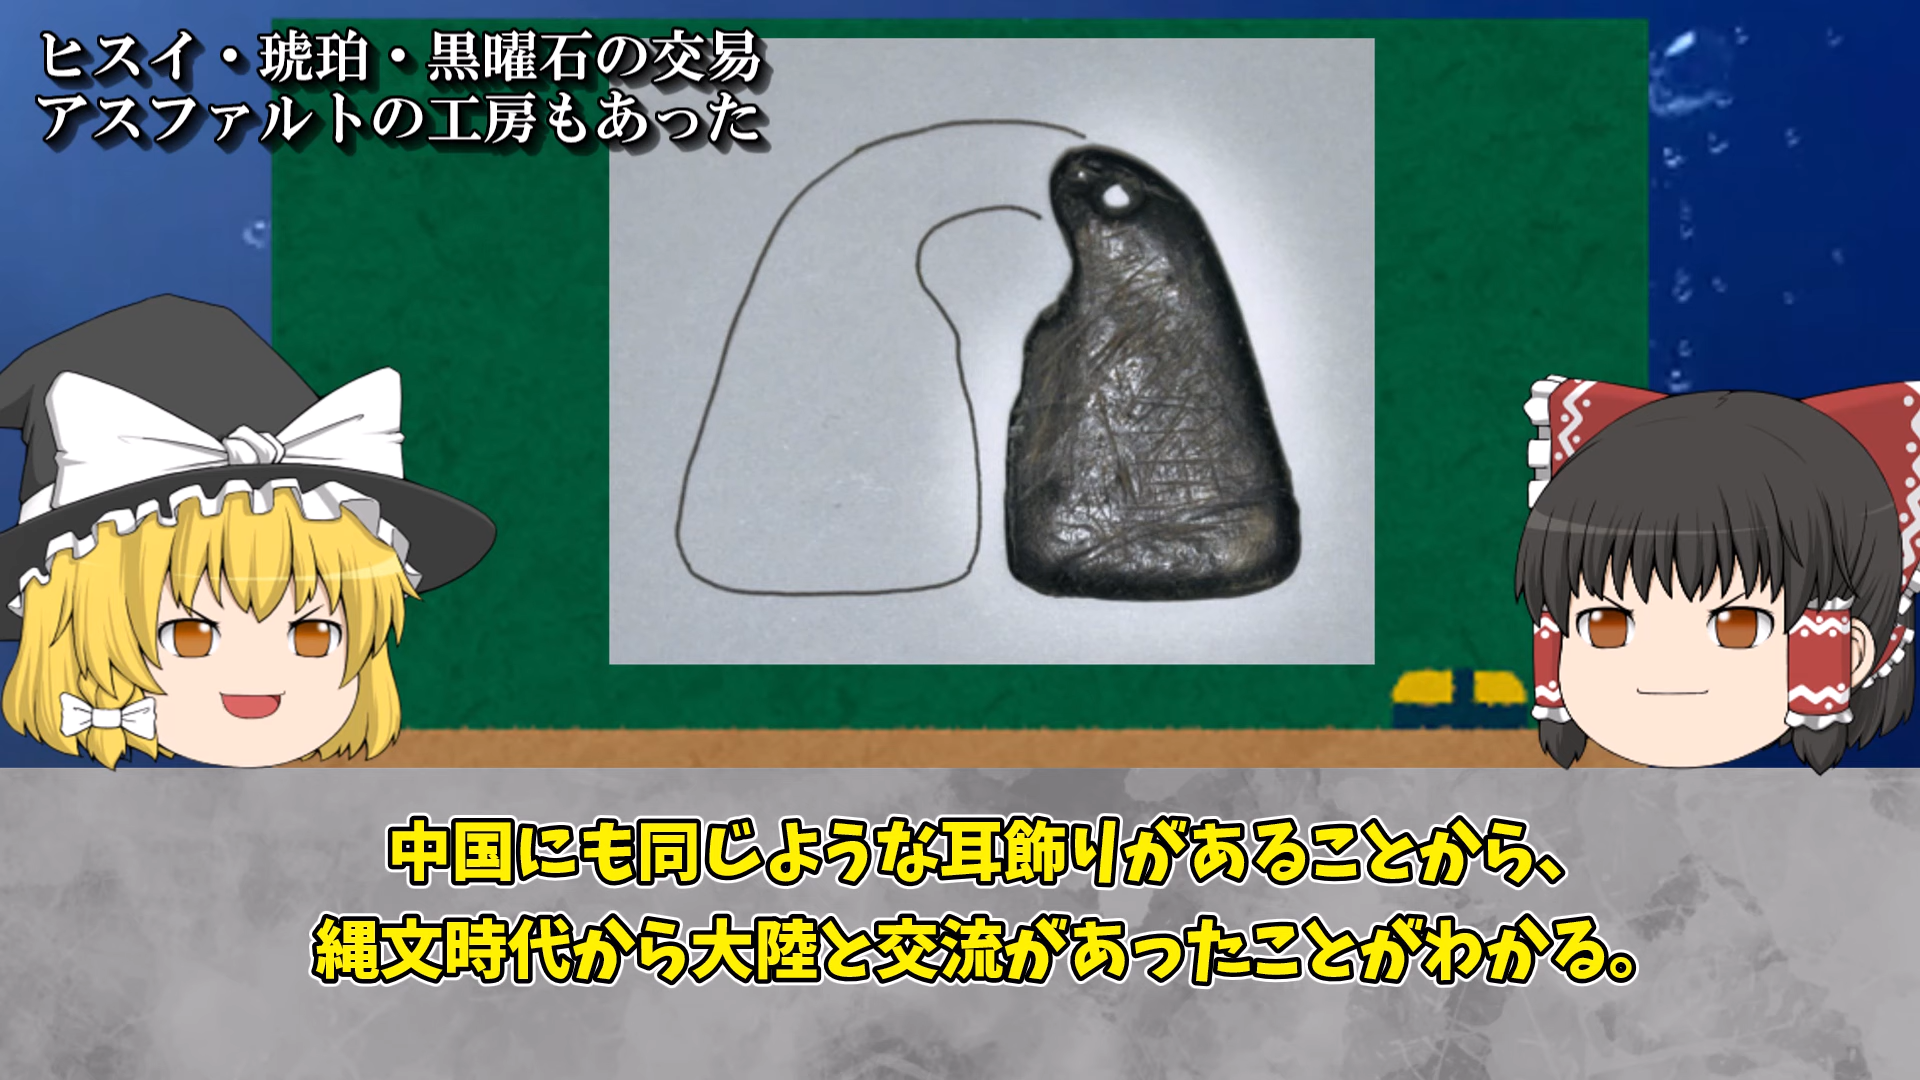 ヒスイ・琥珀・黒曜石の交易
アスファルトの工房もあった
中国にも同じような耳飾りがあることから、
縄文時代から大陸と交流があったことがわかる。